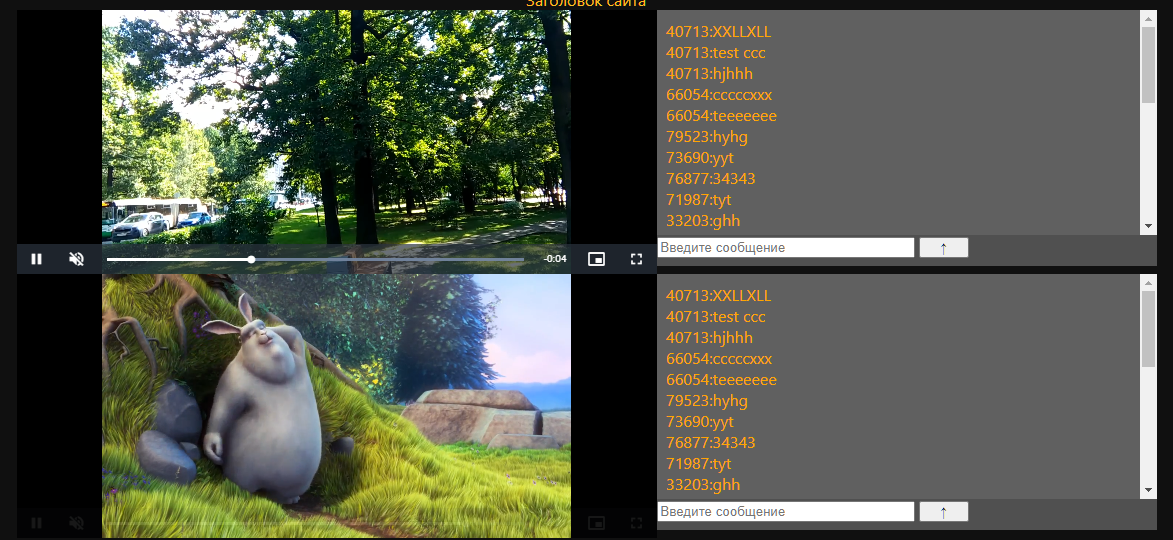 Заголовок сайта
40713:XXLLXLL
40713:test ccc
40713:hjhhh
66054:cccccxxx
66054:teeeeeee
79523:hyhg
73690:yyt
76877:34343
71987:tyt
33203:ghh
-0:04
Введите сообщение
↑
40713:XXLLXLL
40713:test ccc
40713:hjhhh
66054:cccccxxx
66054:teeeeeee
79523:hyhg
73690:yyt
76877:34343
71987:tyt
33203:ghh
Введите сообщение
↑